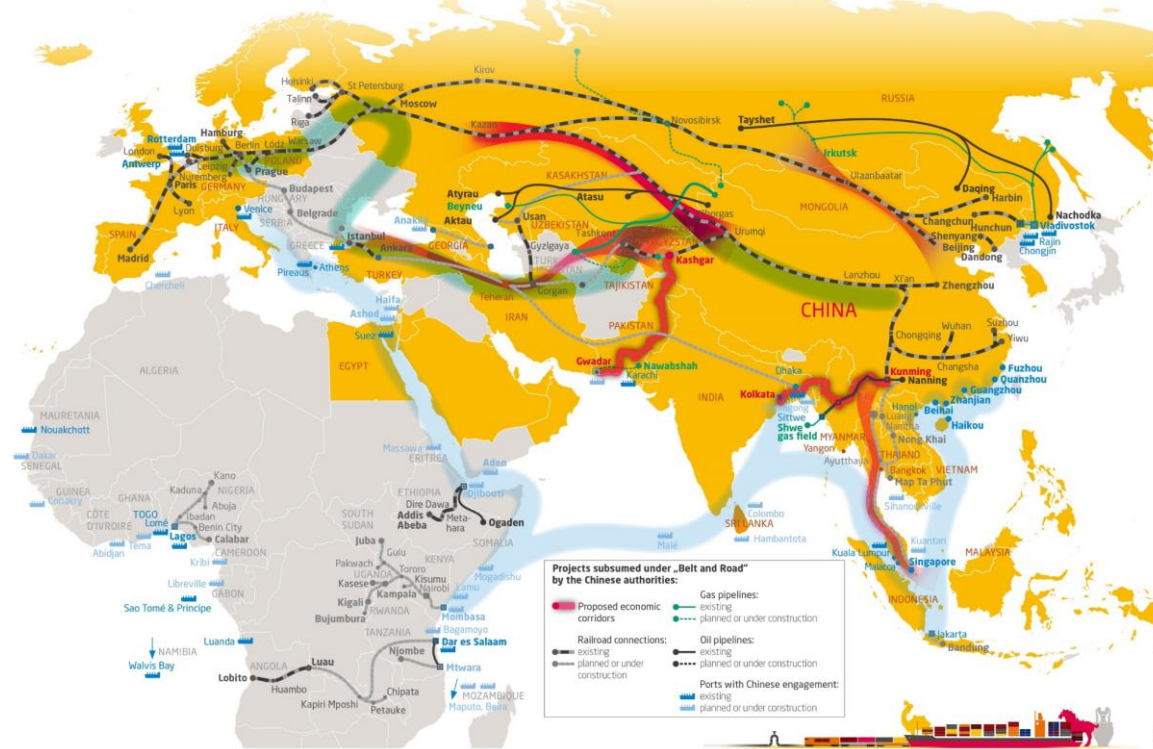 Helsinki
St Petersburg
Kirov
Talinn
Moscow
RUSSIA
Riga
Kazan
Novosibirsk
Tayshet
Hamburg
Rotterdam
Berlin
Łódź
Warsaw
London
Duisburg
POLAND
Antwerp
Leipzig
Prague
Nuremberg
GERMANY
Paris
Irkutsk
Ulaanbaatar
Daqing
Harbin
KASAKHSTAN
Atyrau
Atasu
Beyneu
Aktau
MONGOLIA
Changchun
Hunchun
Nachodka
Vladivostok
Shenyang
Rajin
Beijing
Chongjin
Dandong
Lyon
Budapest
HUNGARY
Venice
Belgrade
SERBIA
ITALY
Anaklia
Usan
UZBEKISTAN
Urumqi
SPAIN
Madrid
Istanbul
GREECE
Ankara
GEORGIA
Gyzlgaya
Tashkent
Kashgar
Pireaus
Athens
TURKEY
Cherchell
Teheran
Gorgan
TAJIKISTAN
IRAN
Lanzhou
Xi'an
Zhengzhou
CHINA
Haifa
Ashod
Suez
PAKISTAN
Chongqing
Wuhan
Suzhou
Yiwu
Changsha
EGYPT
Gwadar
Nawabshah
Karachi
Dhaka
Kunming
Nanning
Fuzhou
Quanzhou
Guangzhou
Zhanjian
Beihai
Haikou
ALGERIA
INDIA
Kolkata
Sittwe
Shwe
gas field
MYANMAR
Yangon
Hanoi
Luang
Namtha
Nong Khai
THAILAND
Ayutthaya
Bangkok
VIETNAM
Map Ta Phut
Sihanoukville
MAURETANIA
Nouakchott
Dakar
SENEGAL
Massawa
ERITREA
Aden
Djibouti
GUINEA
Conakry
CÔTE
D'IVROIRE
GHANA
TOGO
Lomé
Kano
Kaduna
NIGERIA
Abuja
Ibadan
Benin City
Lagos
Calabar
Abidjan
Tema
CAMEROON
Kribi
ETHIOPIA
Dire Dawa
Addis
Abeba
Meta-
hara
Ogaden
SOUTH
SUDAN
SOMALIA
Colombo
SRI LANKA
Hambantota
Malé
Kuantan
Kuala Lumpur
MALAYSIA
Malacca
Singapore
INDONESIA
Jakarta
Bandung
Juba
Gulu
KENYA
Pakwach
Tororo
UGANDA
Kisumu
Kasese
Kampala
Nairobi
Lamu
Mogadishu
Kigali
RWANDA
Bujumbura
Mombasa
Bagamoyo
TANZANIA
Dar es Salaam
Njombe
Mtwara
Libreville
GABON
Sao Tomé & Principe
Luanda
NAMIBIA
Walvis Bay
ANGOLA
Luau
Lobito
Huambo
Chipata
Kapiri Mposhi
Petauke
MOZAMBIQUE
Maputo, Beira
Projects subsumed under „Belt and Road"
by the Chinese authorities:
Proposed economic
corridors
Railroad connections:
existing
planned or under
construction
Gas pipelines:
existing
planned or under construction
Oil pipelines:
existing
planned or under construction
Ports with Chinese engagement:
existing
planned or under construction